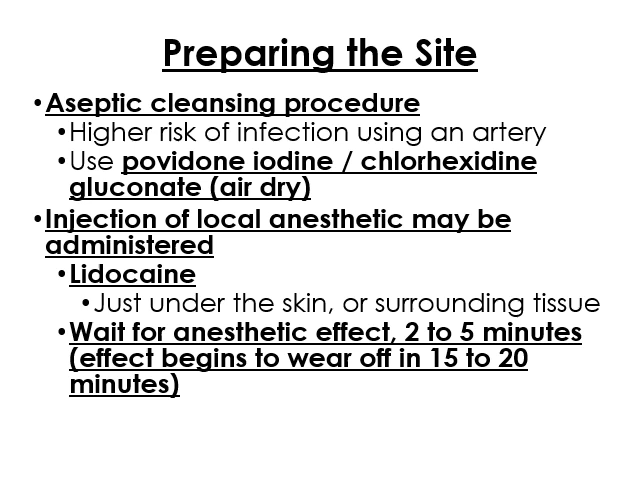 Preparing the Site
•Aseptic cleansing procedure
•Higher risk of infection using an artery
•Use povidone iodine / chlorhexidine
gluconate (air dry)
•Injection of local anesthetic may be
administered
•Lidocaine
•Just under the skin, or surrounding tissue
•Wait for anesthetic effect, 2 to 5 minutes
(effect begins to wear off in 15 to 20
minutes)